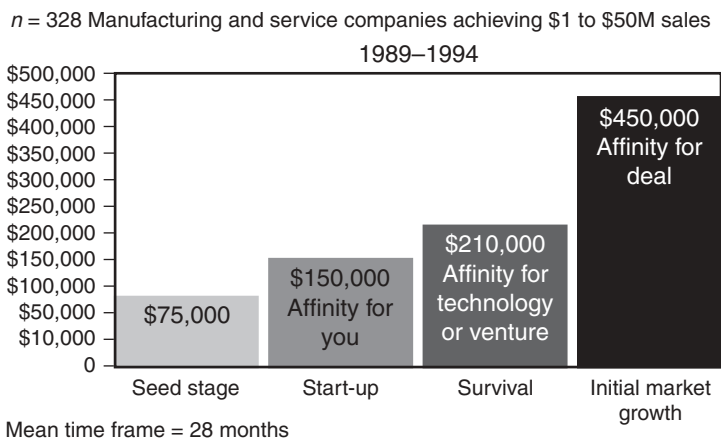 n = 328 Manufacturing and service companies achieving $1 to $50M sales
1989–1994
$500,000
$450,000
$400,000
$350,000
$300,000
$250,000
$200,000
$150,000
$100,000
$50,000
$10,000
0
$75,000
$150,000
Affinity for
you
$210,000
Affinity for
technology
or venture
$450,000
Affinity for
deal
Seed stage
Start-up
Survival
Initial market
growth
Mean time frame = 28 months